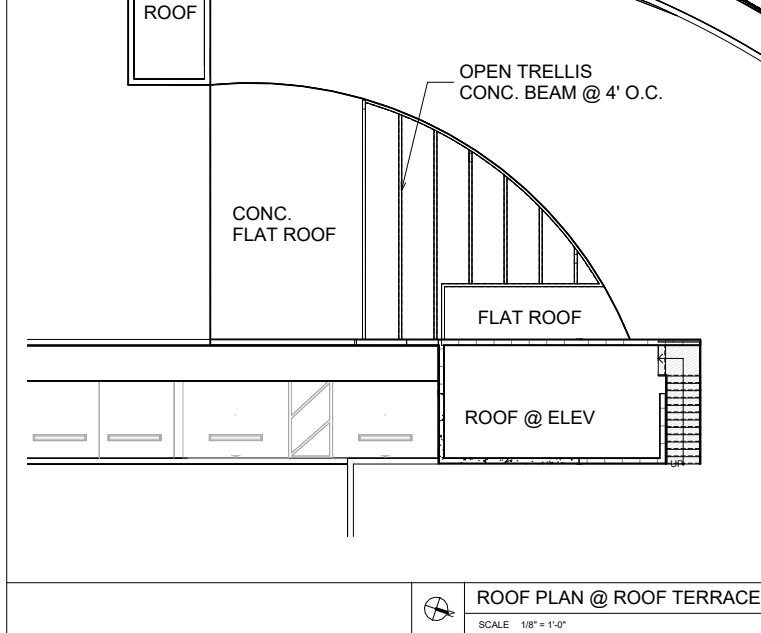 ROOF
OPEN TRELLIS
CONC. BEAM @ 4' O.C.
CONC.
FLAT ROOF
FLAT ROOF
ROOF @ ELEV
UP
ROOF PLAN @ ROOF TERRACE
SCALE 1/8" = 1'-0"